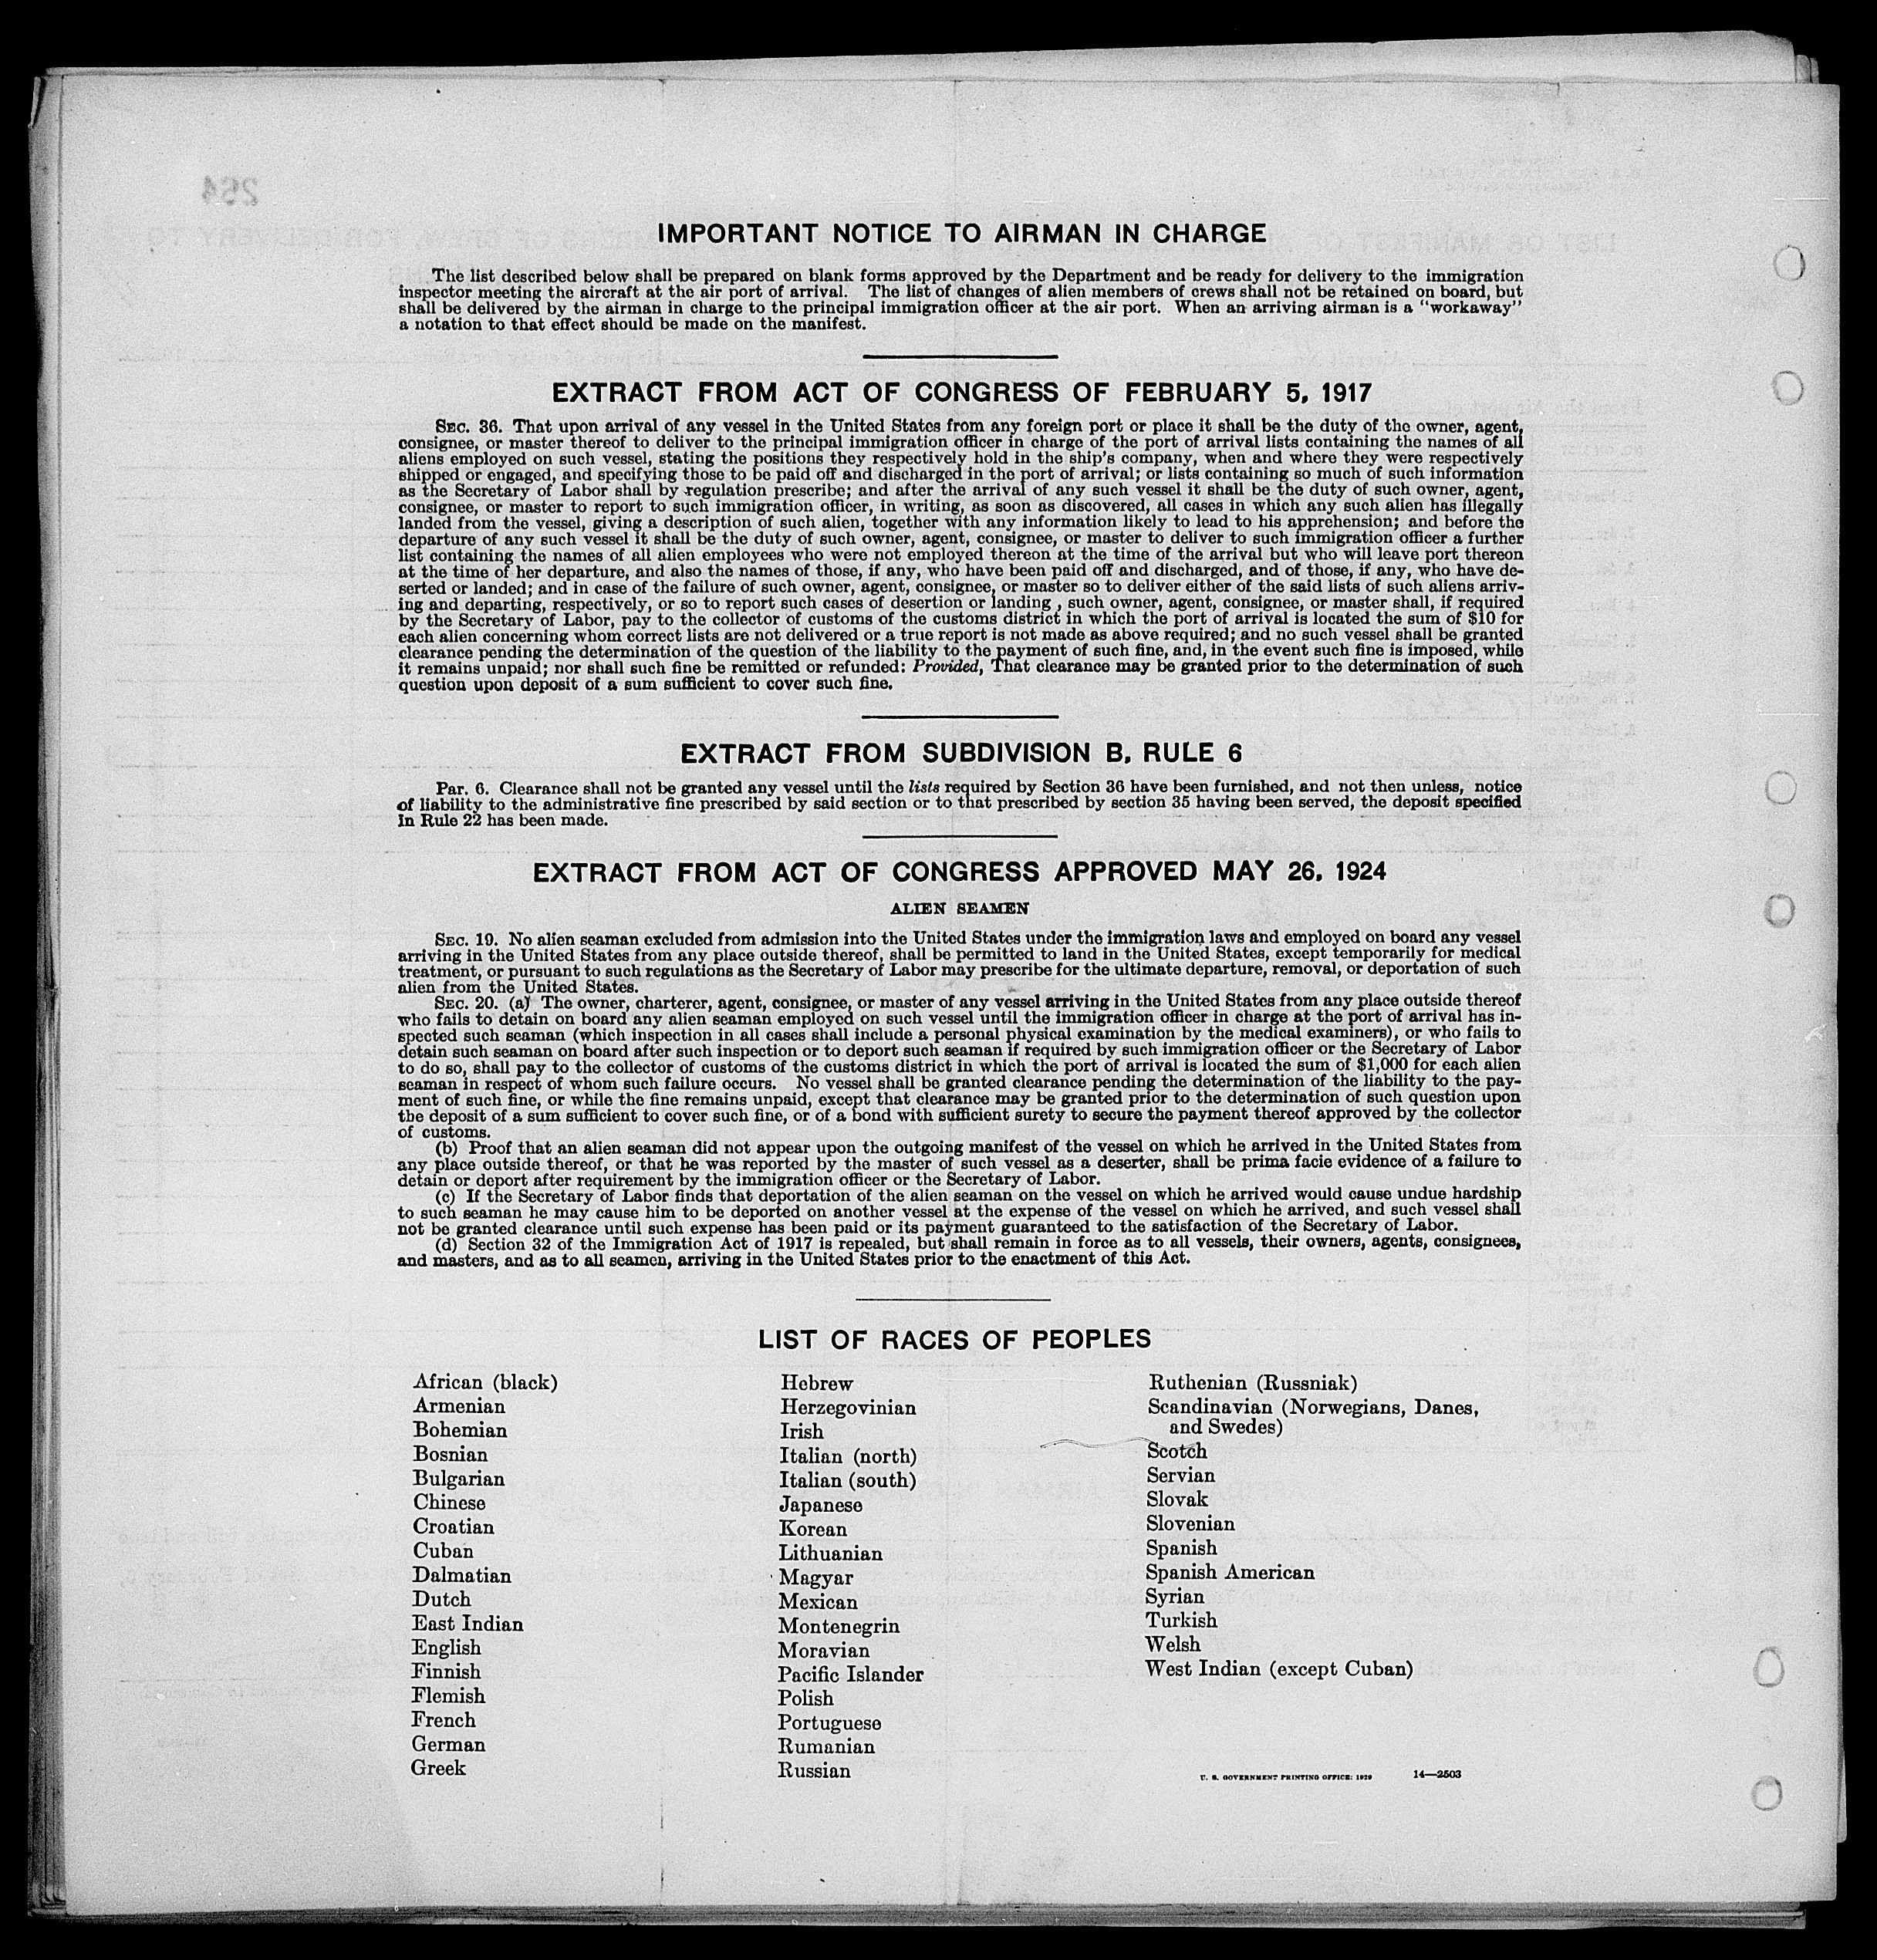 IMPORTANT NOTICE TO AIRMAN IN CHARGE
The list described below shall be prepared on blank forms approved by the Department and be ready for delivery to the immigration
inspector meeting the aircraft at the air port of arrival. The list of changes of alien members of crews shall not be retained on board, but
shall be delivered by the airman in charge to the principal immigration officer at the air port. When an arriving airman is a "workaway"
a notation to that effect should be made on the manifest.
EXTRACT FROM ACT OF CONGRESS OF FEBRUARY 5, 1917
SEC. 36. That upon arrival of any vessel in the United States from any foreign port or place it shall be the duty of the owner, agent,
consignee, or master thereof to deliver to the principal immigration officer in charge of the port of arrival lists containing the names of all
aliens employed on such vessel, stating the positions they respectively hold in the ship's company, when and where they were respectively
shipped or engaged, and specifying those to be paid off and discharged in the port of arrival; or lists containing so much of such information
as the Secretary of Labor shall by regulation prescribe; and after the arrival of any such vessel it shall be the duty of such owner, agent,
consignee, or master to report to such immigration officer, in writing, as soon as discovered, all cases in which any such alien has illegally
landed from the vessel, giving a description of such alien, together with any information likely to lead to his apprehension; and before the
departure of any such vessel it shall be the duty of such owner, agent, consignee, or master to deliver to such immigration officer a further
list containing the names of all alien employees who were not employed thereon at the time of the arrival but who will leave port thereon
at the time of her departure, and also the names of those, if any, who have been paid off and discharged, and of those, if any, who have de-
serted or landed; and in case of the failure of such owner, agent, consignee, or master so to deliver either of the said lists of such aliens arriv-
ing and departing, respectively, or so to report such cases of desertion or landing , such owner, agent, consignee, or master shall, if required
by the Secretary of Labor, pay to the collector of customs of the customs district in which the port of arrival is located the sum of $10 for
each alien concerning whom correct lists are not delivered or a true report is not made as above required; and no such vessel shall be granted
clearance pending the determination of the question of the liability to the payment of such fine, and, in the event such fine is imposed, while
it remains unpaid; nor shall such fine be remitted or refunded: Provided, That clearance may be granted prior to the determination of such
question upon deposit of a sum sufficient to cover such fine.
EXTRACT FROM SUBDIVISION B, RULE 6
Par. 6. Clearance shall not be granted any vessel until the lists required by Section 36 have been furnished, and not then unless, notice
of liability to the administrative fine prescribed by said section or to that prescribed by section 35 having been served, the deposit specified
in Rule 22 has been made.
EXTRACT FROM ACT OF CONGRESS APPROVED MAY 26, 1924
ALIEN SEAMEN
SEC. 19. No alien seaman excluded from admission into the United States under the immigration laws and employed on board any vessel
arriving in the United States from any place outside thereof, shall be permitted to land in the United States, except temporarily for medical
treatment, or pursuant to such regulations as the Secretary of Labor may prescribe for the ultimate departure, removal, or deportation of such
alien from the United States.
SEC. 20. (a) The owner, charterer, agent, consignee, or master of any vessel arriving in the United States from any place outside thereof
who fails to detain on board any alien seaman employed on such vessel until the immigration officer in charge at the port of arrival has in-
spected such seaman (which inspection in all cases shall include a personal physical examination by the medical examiners), or who fails to
detain such seaman on board after such inspection or to deport such seaman if required by such immigration officer or the Secretary of Labor
to do so, shall pay to the collector of customs of the customs district in which the port of arrival is located the sum of $1,000 for each alien
seaman in respect of whom such failure occurs. No vessel shall be granted clearance pending the determination of the liability to the pay-
ment of such fine, or while the fine remains unpaid, except that clearance may be granted prior to the determination of such question upon
the deposit of a sum sufficient to cover such fine, or of a bond with sufficient surety to secure the payment thereof approved by the collector
of customs.
(b) Proof that an alien seaman did not appear upon the outgoing manifest of the vessel on which he arrived in the United States from
any place outside thereof, or that he was reported by the master of such vessel as a deserter, shall be prima facie evidence of a failure to
detain or deport after requirement by the immigration officer or the Secretary of Labor.
(c) If the Secretary of Labor finds that deportation of the alien seaman on the vessel on which he arrived would cause undue hardship
to such seaman he may cause him to be deported on another vessel at the expense of the vessel on which he arrived, and such vessel shall
not be granted clearance until such expense has been paid or its payment guaranteed to the satisfaction of the Secretary of Labor.
(d) Section 32 of the Immigration Act of 1917 is repealed, but shall remain in force as to all vessels, their owners, agents, consignees,
and masters, and as to all seamen, arriving in the United States prior to the enactment of this Act.
LIST OF RACES OF PEOPLES
African (black)
Armenian
Bohemian
Bosnian
Bulgarian
Chinese
Croatian
Cuban
Dalmatian
Dutch
East Indian
English
Finnish
Flemish
French
German
Greek
Hebrew
Herzegovinian
Irish
Italian (north)
Italian (south)
Japanese
Korean
Lithuanian
Magyar
Mexican
Montenegrin
Moravian
Pacific Islander
Polish
Portuguese
Rumanian
Russian
Ruthenian (Russniak)
Scandinavian (Norwegians, Danes,
and Swedes)
Scotch
Servian
Slovak
Slovenian
Spanish
Spanish American
Syrian
Turkish
Welsh
West Indian (except Cuban)
U. S. GOVERNMENT PRINTING OFFICE: 1929 14—2503